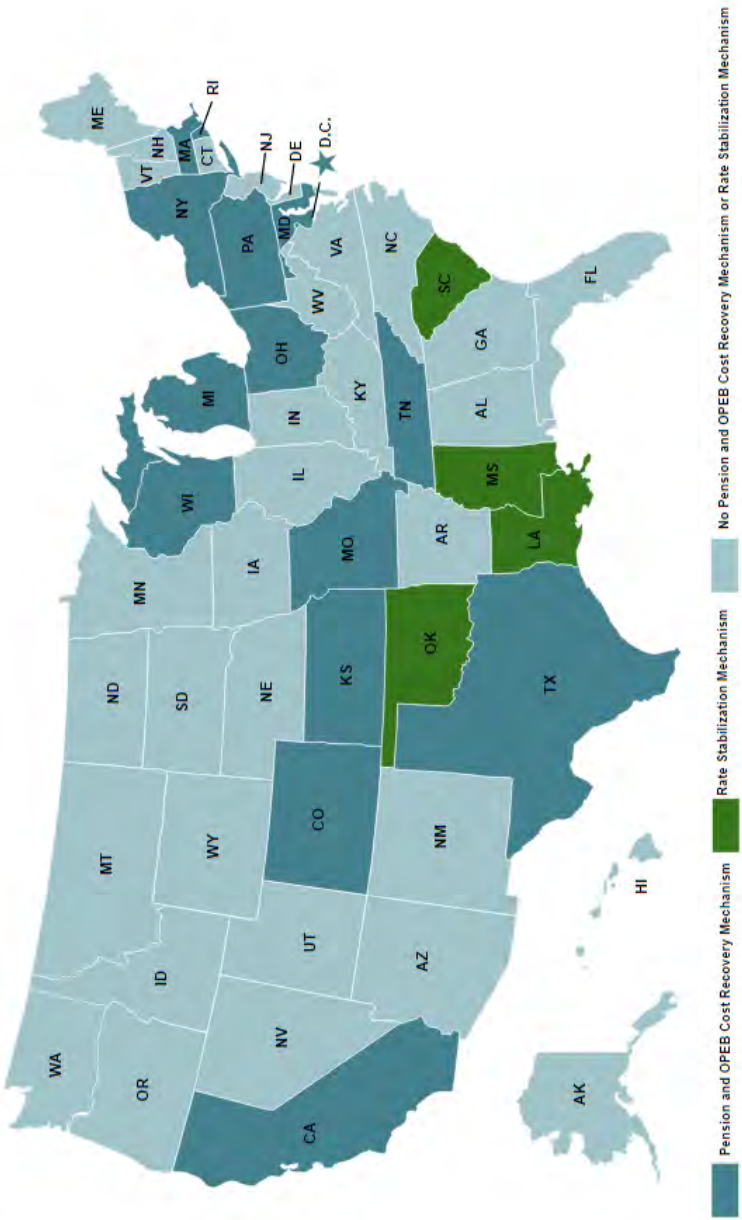 WA
OR
CA
NV
ID
MT
WY
UT
AZ
CO
NM
ND
SD
NE
KS
OK
TX
MN
IA
MO
AR
LA
WI
IL
MI
IN
OH
KY
TN
MS
AL
GA
FL
SC
NC
VA
WV
PA
NY
VT
NH
ME
MA
RI
CT
NJ
DE
MD
D.C.
AK
HI
Pension and OPEB Cost Recovery Mechanism
Rate Stabilization Mechanism
No Pension and OPEB Cost Recovery Mechanism or Rate Stabilization Mechanism